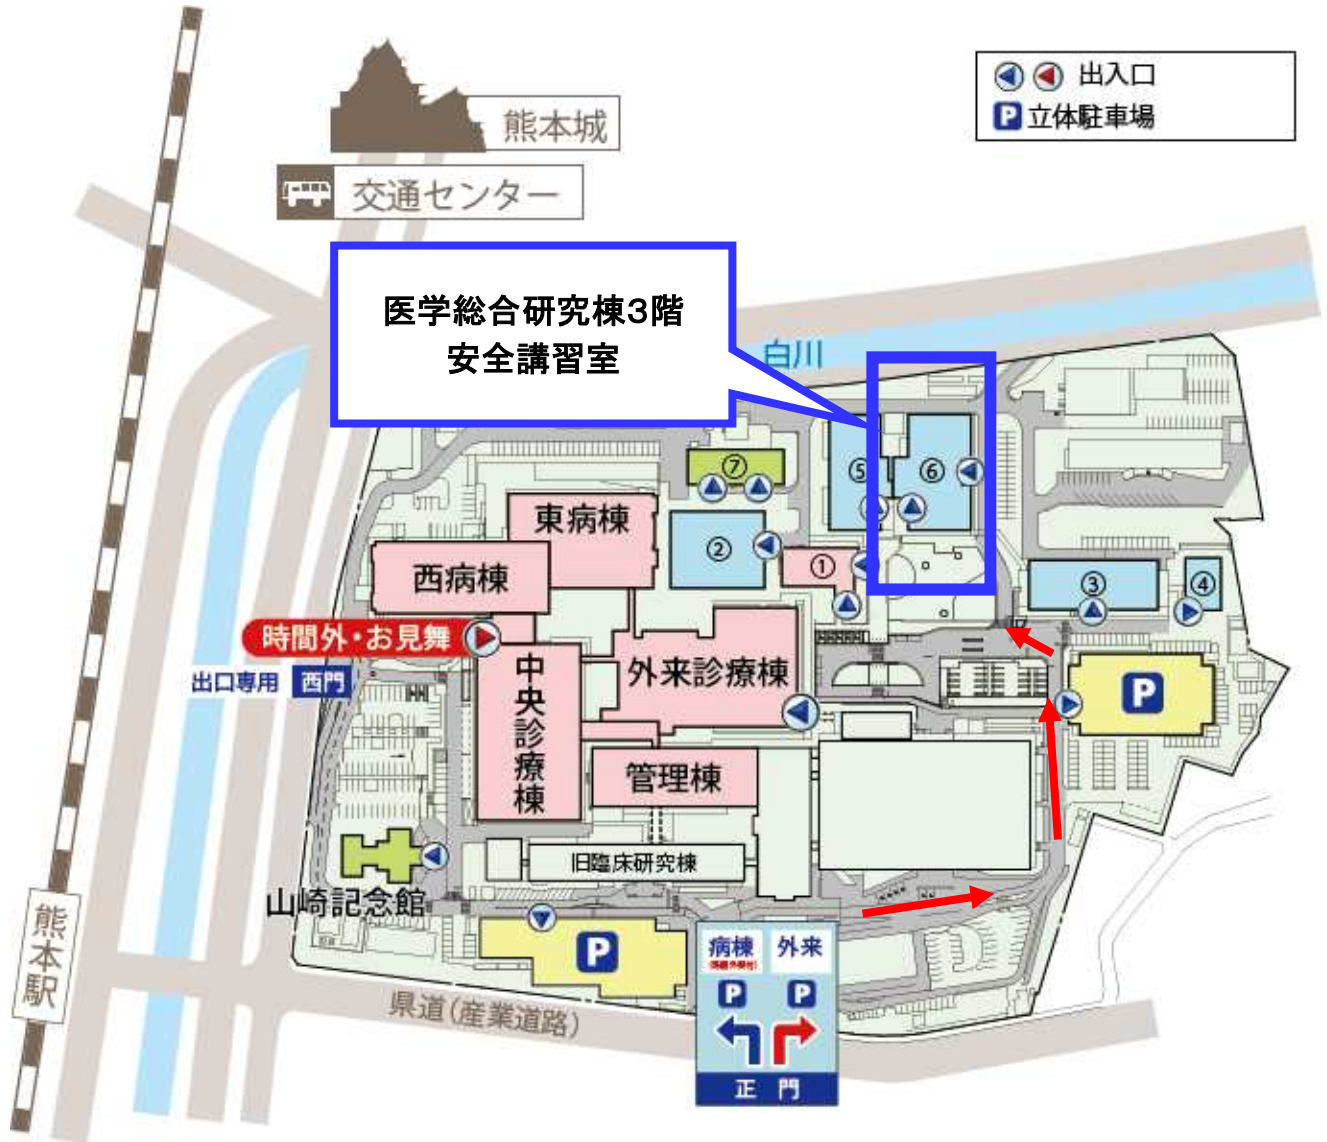 出入口
P 立体駐車場
熊本城
交通センター
医学総合研究棟3階
安全講習室
白川
⑦
⑤
⑥
東病棟
②
①
西病棟
③
④
時間外・お見舞
出口専用 西門
中央診療棟
外来診療棟
P
管理棟
旧臨床研究棟
山崎記念館
熊本駅
P
病棟 外来
P P
県道(産業道路)
正門